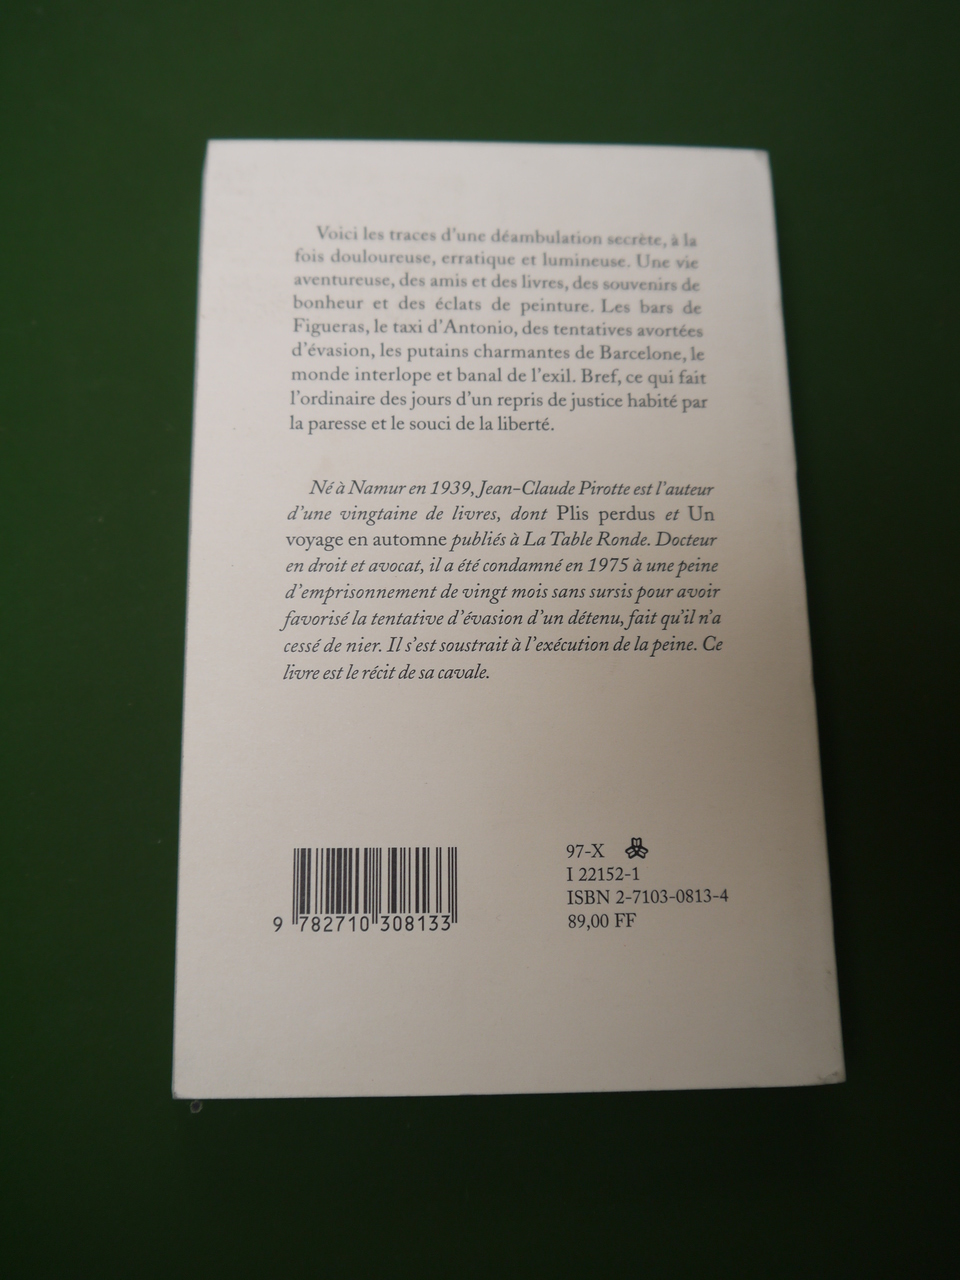 Voici les traces d'une déambulation secrète, à la
fois douloureuse, erratique et lumineuse. Une vie
aventureuse, des amis et des livres, des souvenirs de
bonheur et des éclats de peinture. Les bars de
Figueras, le taxi d'Antonio, des tentatives avortées
d'évasion, les putains charmantes de Barcelone, le
monde interlope et banal de l'exil. Bref, ce qui fait
l'ordinaire des jours d'un repris de justice habité par
la paresse et le souci de la liberté.
Né à Namur en 1939, Jean-Claude Pirotte est l'auteur
d'une vingtaine de livres, dont Plis perdus et Un
voyage en automne publiés à La Table Ronde. Docteur
en droit et avocat, il a été condamné en 1975 à une peine
d'emprisonnement de vingt mois sans sursis pour avoir
favorisé la tentative d'évasion d'un détenu, fait qu'il n'a
cessé de nier. Il s'est soustrait à l'exécution de la peine. Ce
livre est le récit de sa cavale.
97-X
I 22152-1
ISBN 2-7103-0813-4
89,00 FF
9 782710 308133